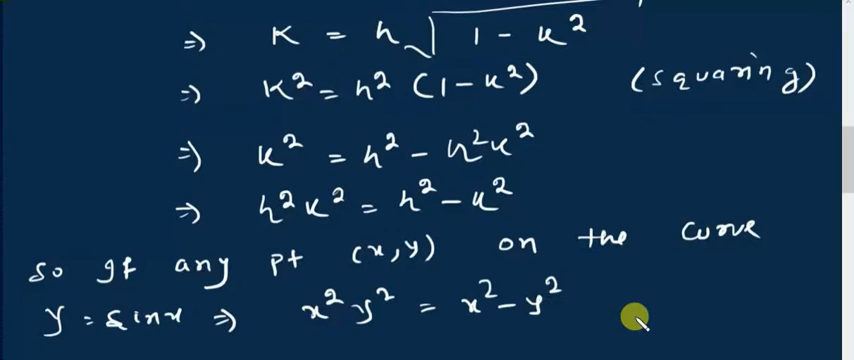 ⇒ K = h√(1 - k²)
⇒ K² = h² (1 - k²) (squaring)
⇒ k² = h² - h²k²
⇒ h²k² = h² - k²
So If any pt (x,y) on the curve
y = sinx ⇒ x²y² = x² - y²